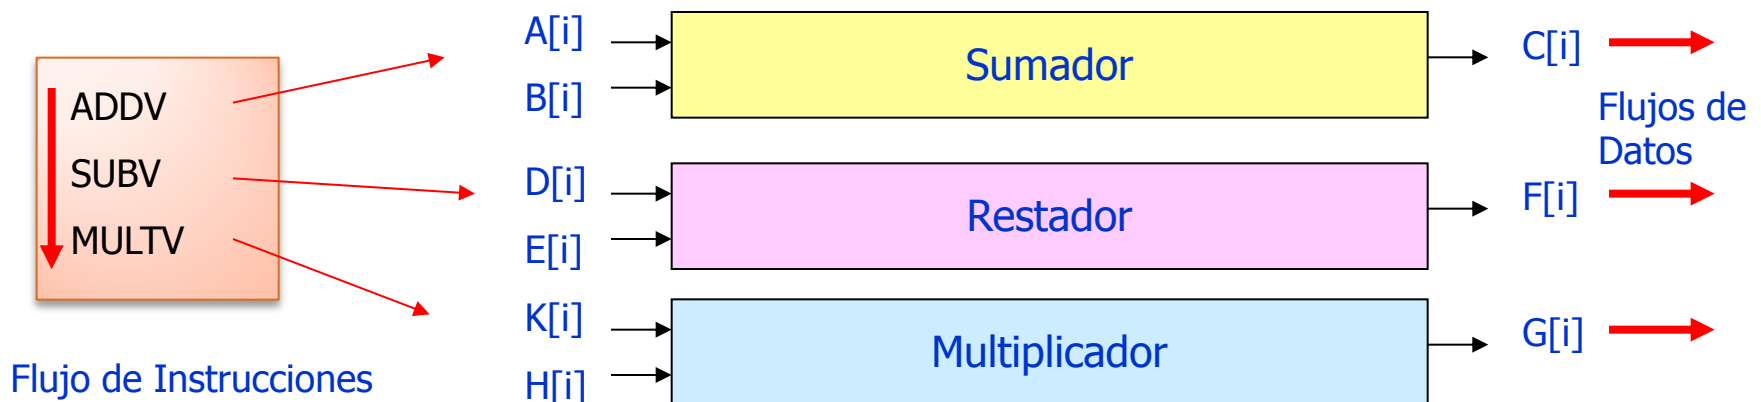 ADDV
SUBV
MULTV
Flujo de Instrucciones
A[i]
B[i]
Sumador
C[i]
Flujos de
Datos
D[i]
E[i]
Restador
F[i]
K[i]
H[i]
Multiplicador
G[i]